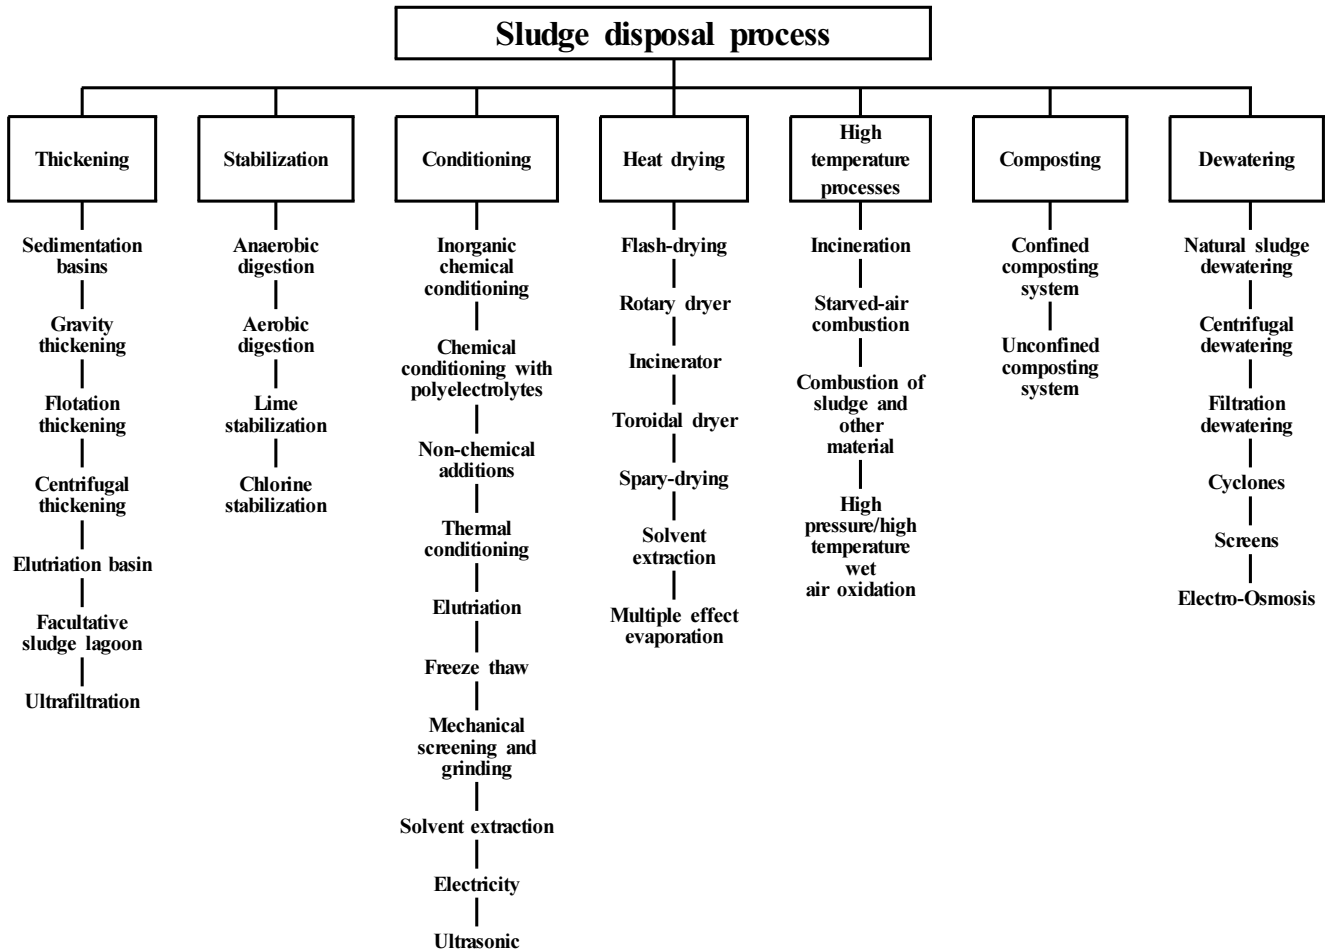 Sludge disposal process
Thickening
Sedimentation
basins
Gravity
thickening
Flotation
thickening
Centrifugal
thickening
Elutriation basin
Facultative
sludge lagoon
Ultrafiltration
Stabilization
Anaerobic
digestion
Aerobic
digestion
Lime
stabilization
Chlorine
stabilization
Conditioning
Inorganic
chemical
conditioning
Chemical
conditioning with
polyelectrolytes
Non-chemical
additions
Thermal
conditioning
Elutriation
Freeze thaw
Mechanical
screening and
grinding
Solvent extraction
Electricity
Ultrasonic
Heat drying
Flash-drying
Rotary dryer
Incinerator
Toroidal dryer
Spary-drying
Solvent
extraction
Multiple effect
evaporation
High
temperature
processes
Incineration
Starved-air
combustion
Combustion of
sludge and
other
material
High
pressure/high
temperature
wet
air oxidation
Composting
Confined
composting
system
Unconfined
composting
system
Dewatering
Natural sludge
dewatering
Centrifugal
dewatering
Filtration
dewatering
Cyclones
Screens
Electro-Osmosis